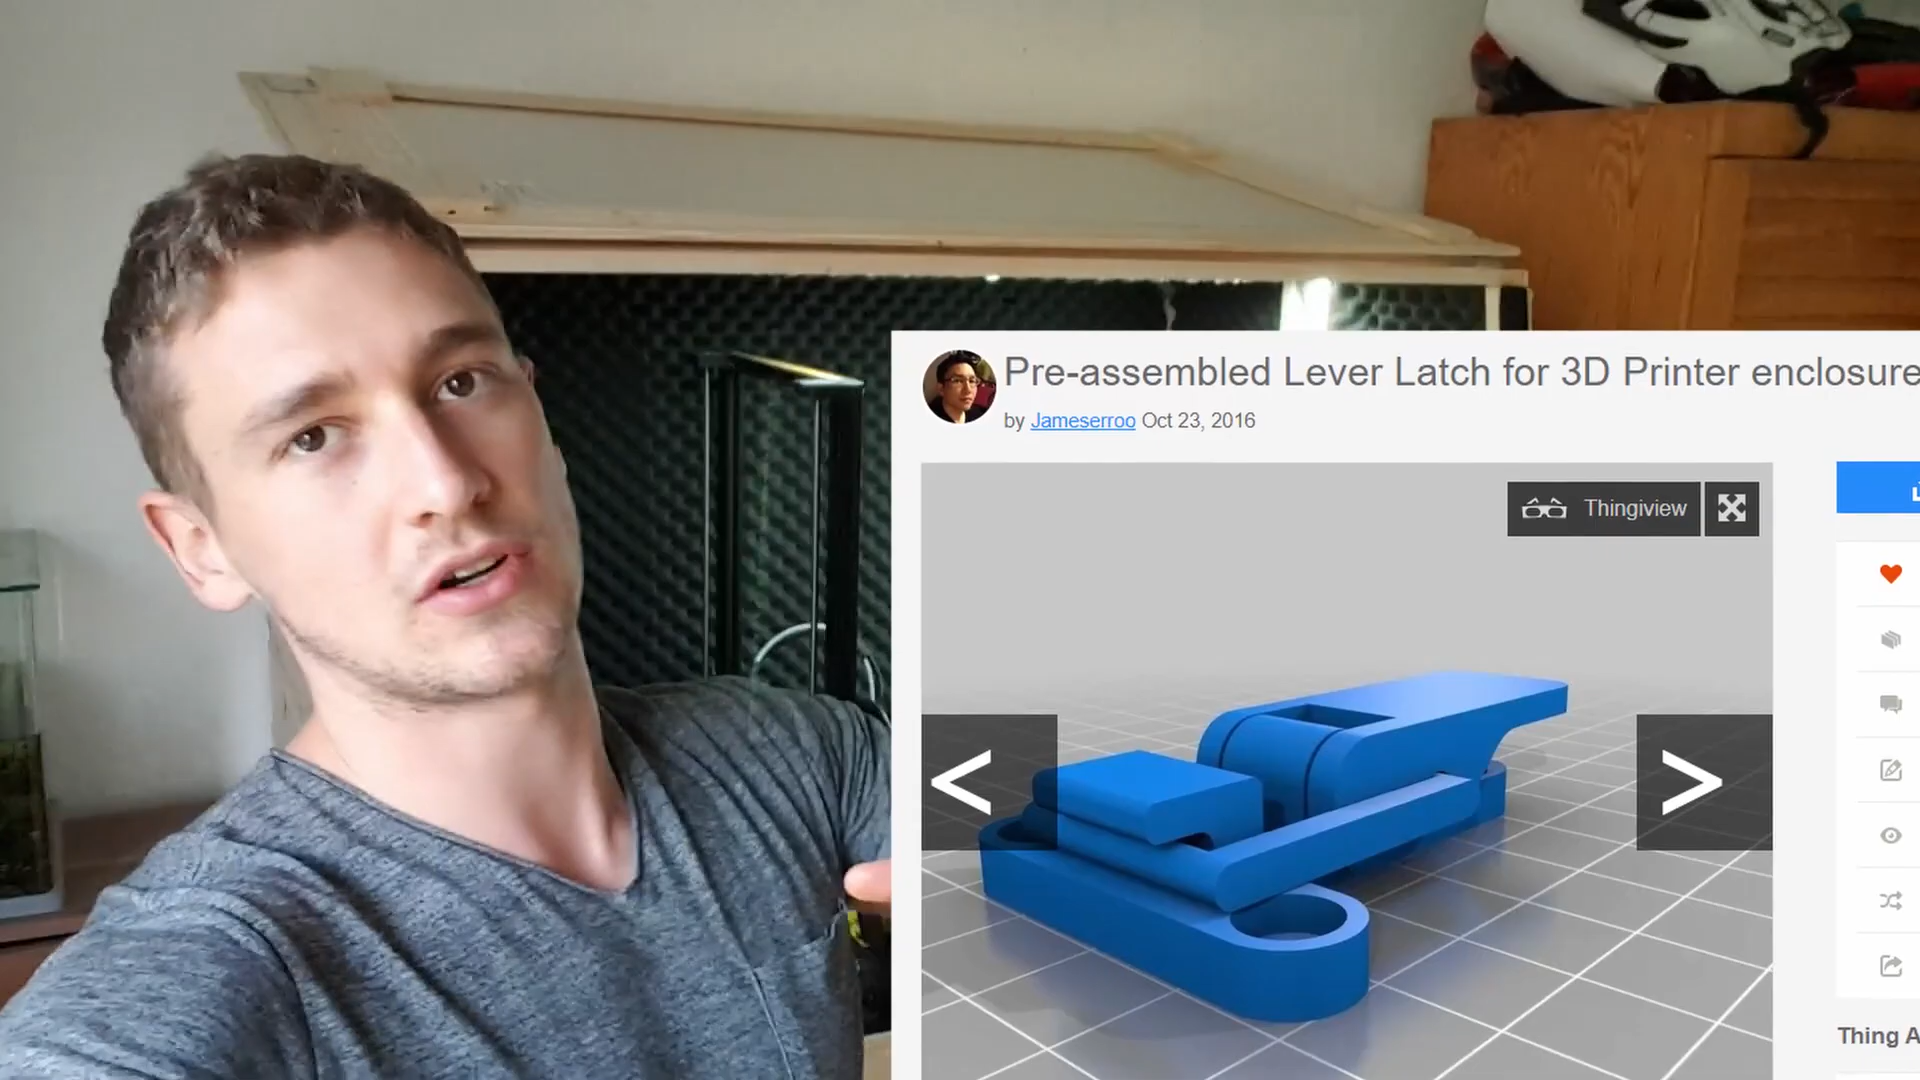 Pre-assembled Lever Latch for 3D Printer enclosure
by Jameserroo Oct 23, 2016
Thingiview
<
>
Thing A